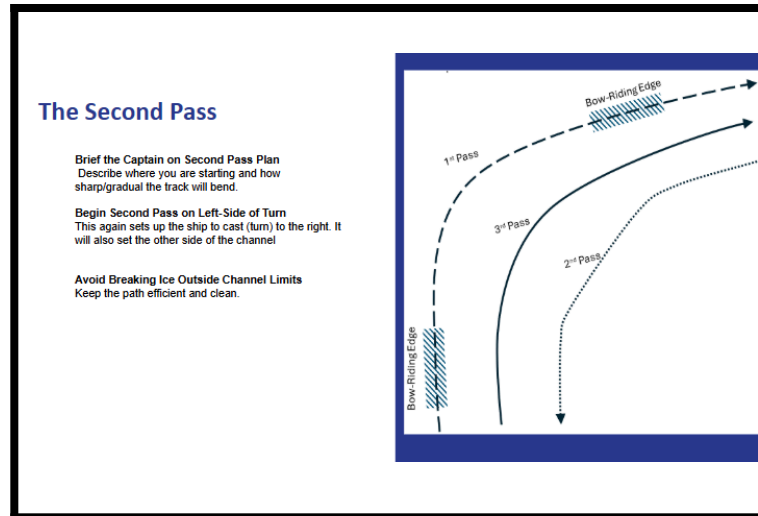 The Second Pass
Brief the Captain on Second Pass Plan
Describe where you are starting and how
sharp/gradual the track will bend.
Begin Second Pass on Left-Side of Turn
This again sets up the ship to cast (turn) to the right. It
will also set the other side of the channel
Avoid Breaking Ice Outside Channel Limits
Keep the path efficient and clean.
Bow-Riding Edge
1st Pass
3rd Pass
2nd Pass
Bow-Riding Edge